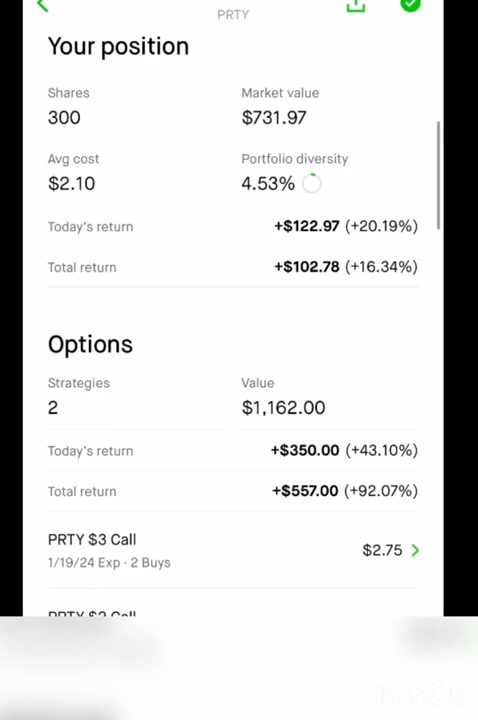 PRTY
Your position
Shares
Market value
300
$731.97
Avg cost
Portfolio diversity
$2.10
4.53%
Today's return
+$122.97 (+20.19%)
Total return
+$102.78 (+16.34%)
Options
Strategies
Value
2
$1,162.00
Today's return
+$350.00 (+43.10%)
Total return
+$557.00 (+92.07%)
PRTY $3 Call
$2.75
1/19/24 Exp · 2 Buys